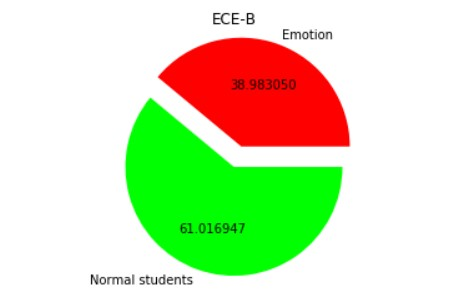 ECE-B
Emotion
38.983050
61.016947
Normal students